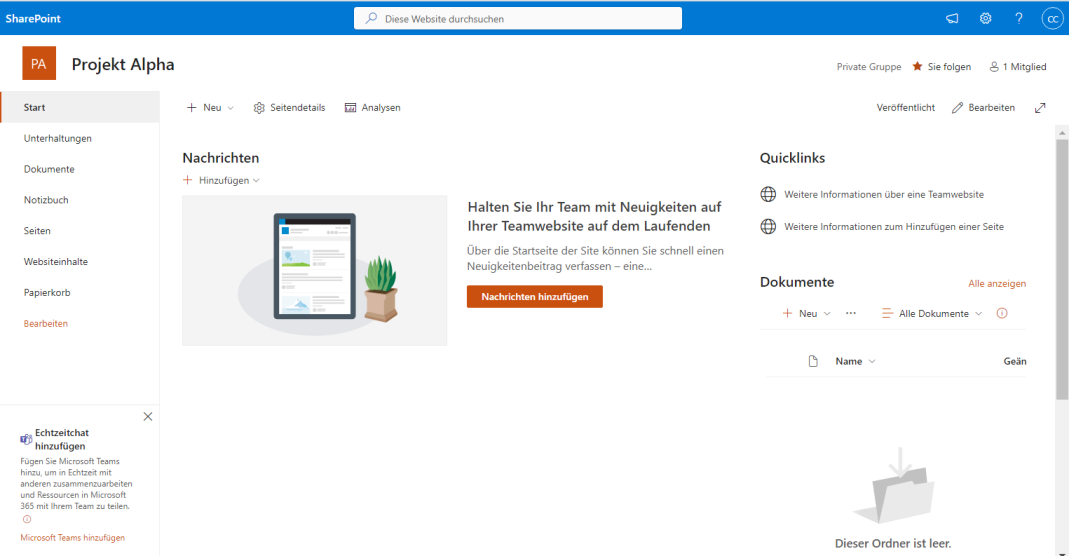 SharePoint
Diese Website durchsuchen
?
CC
PA
Projekt Alpha
Private Gruppe
Sie folgen
1 Mitglied
Start
Unterhaltungen
Dokumente
Notizbuch
Seiten
Websiteinhalte
Papierkorb
Bearbeiten
Echtzeitchat
hinzufügen
Fügen Sie Microsoft Teams
hinzu, um in Echtzeit mit
anderen zusammenzuarbeiten
und Ressourcen in Microsoft
365 mit Ihrem Team zu teilen.
Microsoft Teams hinzufügen
+ Neu
Seitendetails
Analysen
Veröffentlicht
Bearbeiten
Nachrichten
+ Hinzufügen
Halten Sie Ihr Team mit Neuigkeiten auf
Ihrer Teamwebsite auf dem Laufenden
Über die Startseite der Site können Sie schnell einen
Neuigkeitenbeitrag verfassen – eine...
Nachrichten hinzufügen
Quicklinks
Weitere Informationen über eine Teamwebsite
Weitere Informationen zum Hinzufügen einer Seite
Dokumente
Alle anzeigen
+ Neu
...
Alle Dokumente
Name
Geän
Dieser Ordner ist leer.